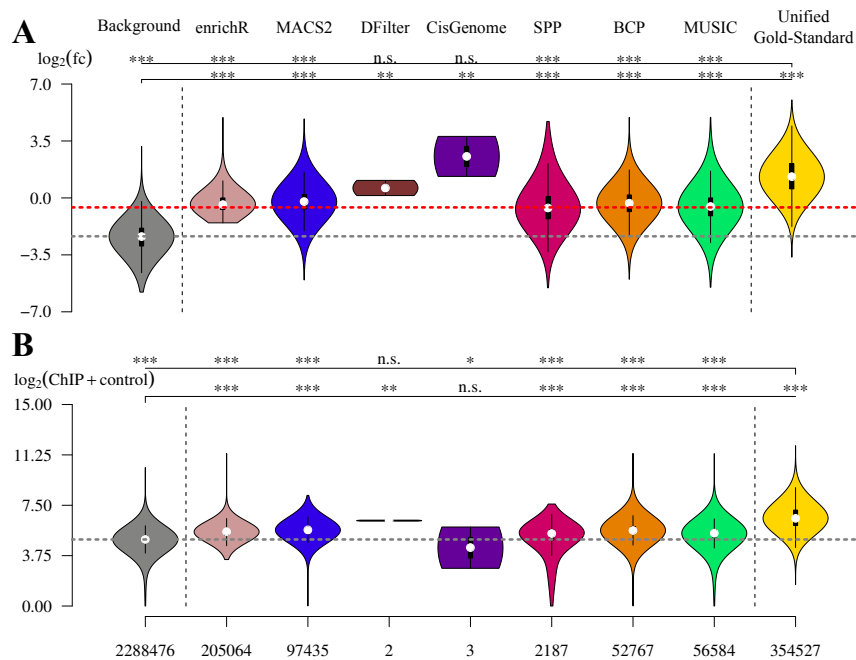 A
Background enrichR MACS2 DFilter CisGenome SPP BCP MUSIC Unified Gold-Standard
log₂(fc)
*** *** *** n.s. n.s. *** *** ***
*** *** ** ** *** *** *** ***
7.0
3.5
0.0
−3.5
−7.0
B
*** *** *** n.s. * *** *** ***
log₂(ChIP + control)
*** *** ** n.s. *** *** *** ***
15.00
11.25
7.50
3.75
0.00
2288476 205064 97435 2 3 2187 52767 56584 354527